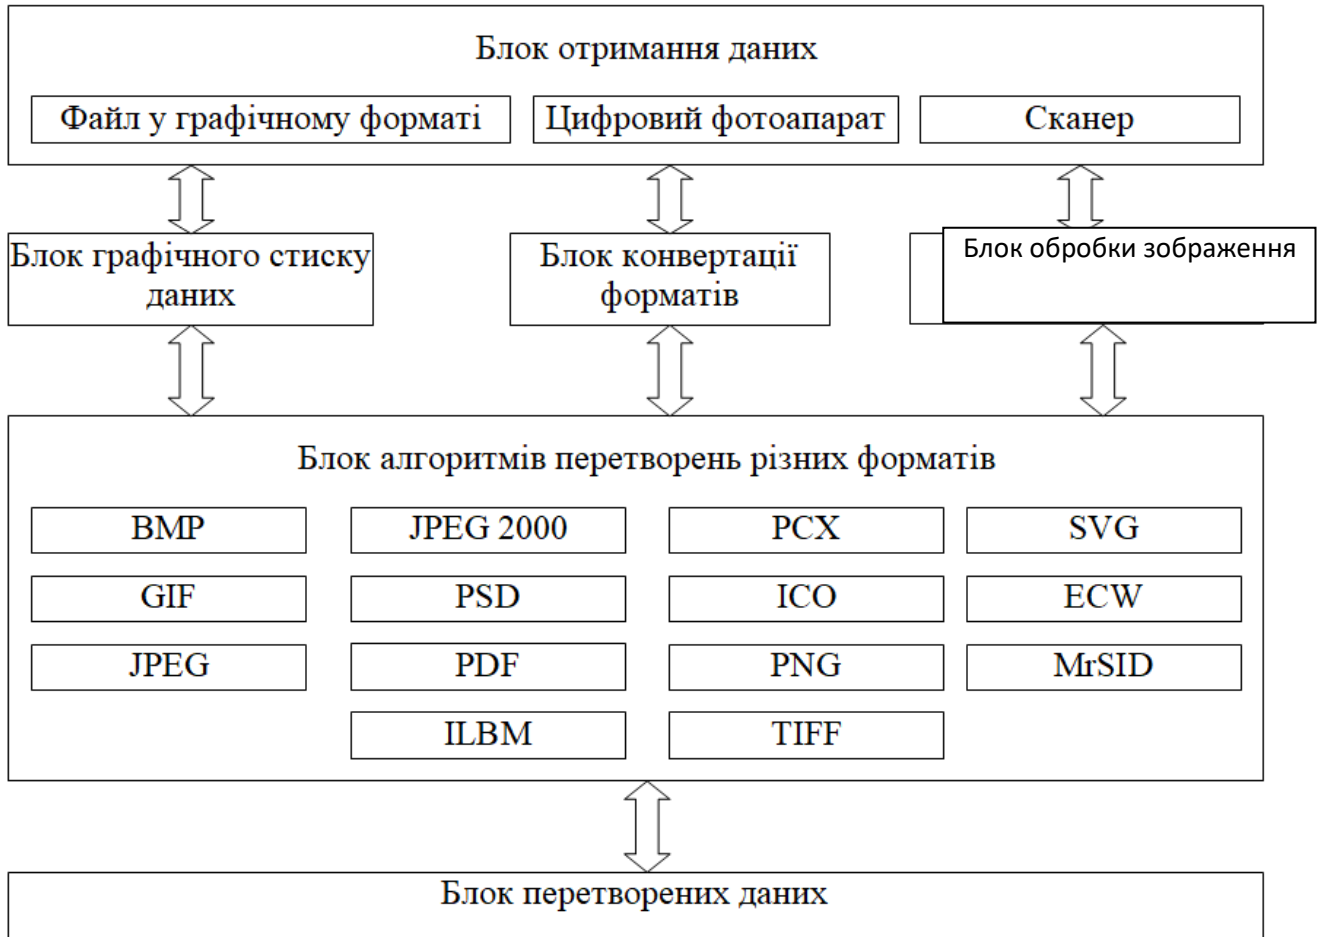 Блок отримання даних
Файл у графічному форматі
Цифровий фотоапарат
Сканер
Блок графічного стиску
даних
Блок конвертації
форматів
Блок обробки зображення
Блок алгоритмів перетворень різних форматів
BMP
JPEG 2000
PCX
SVG
GIF
PSD
ICO
ECW
JPEG
PDF
PNG
MrSID
ILBM
TIFF
Блок перетворених даних